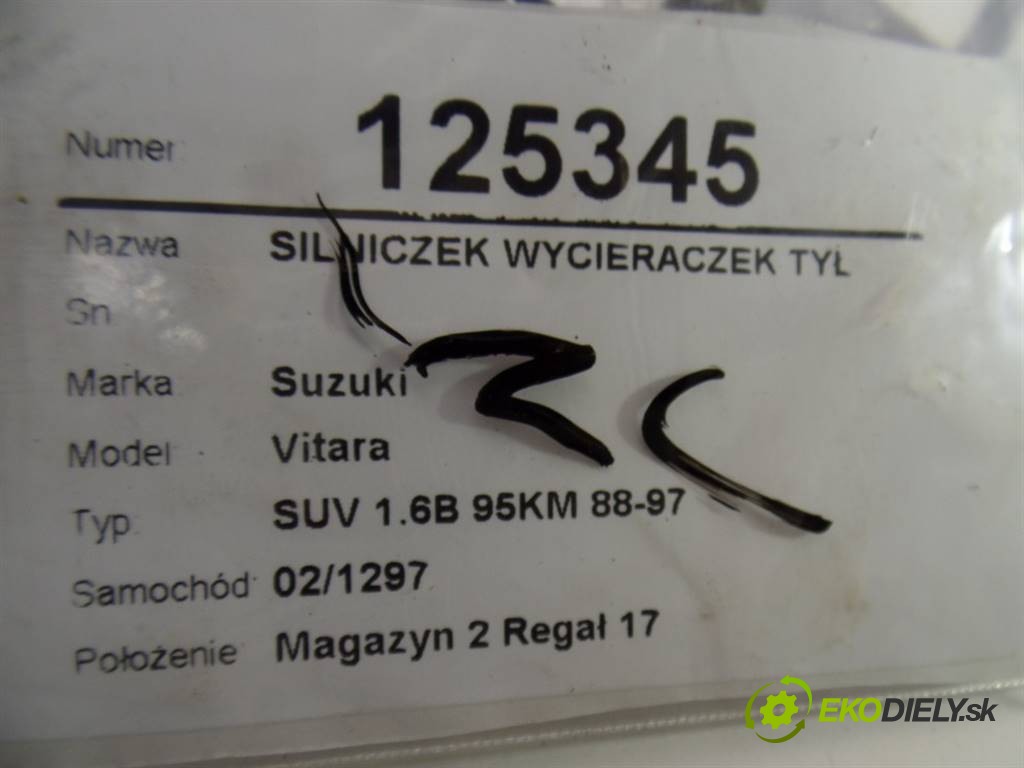 Numer 125345
Nazwa SILNICZEK WYCIERACZEK TYŁ
Sn
Marka Suzuki
Model Vitara
Typ SUV 1.6B 95KM 88-97
Samochód 02/1297
Położenie Magazyn 2 Regał 17
EKODIELY.sk